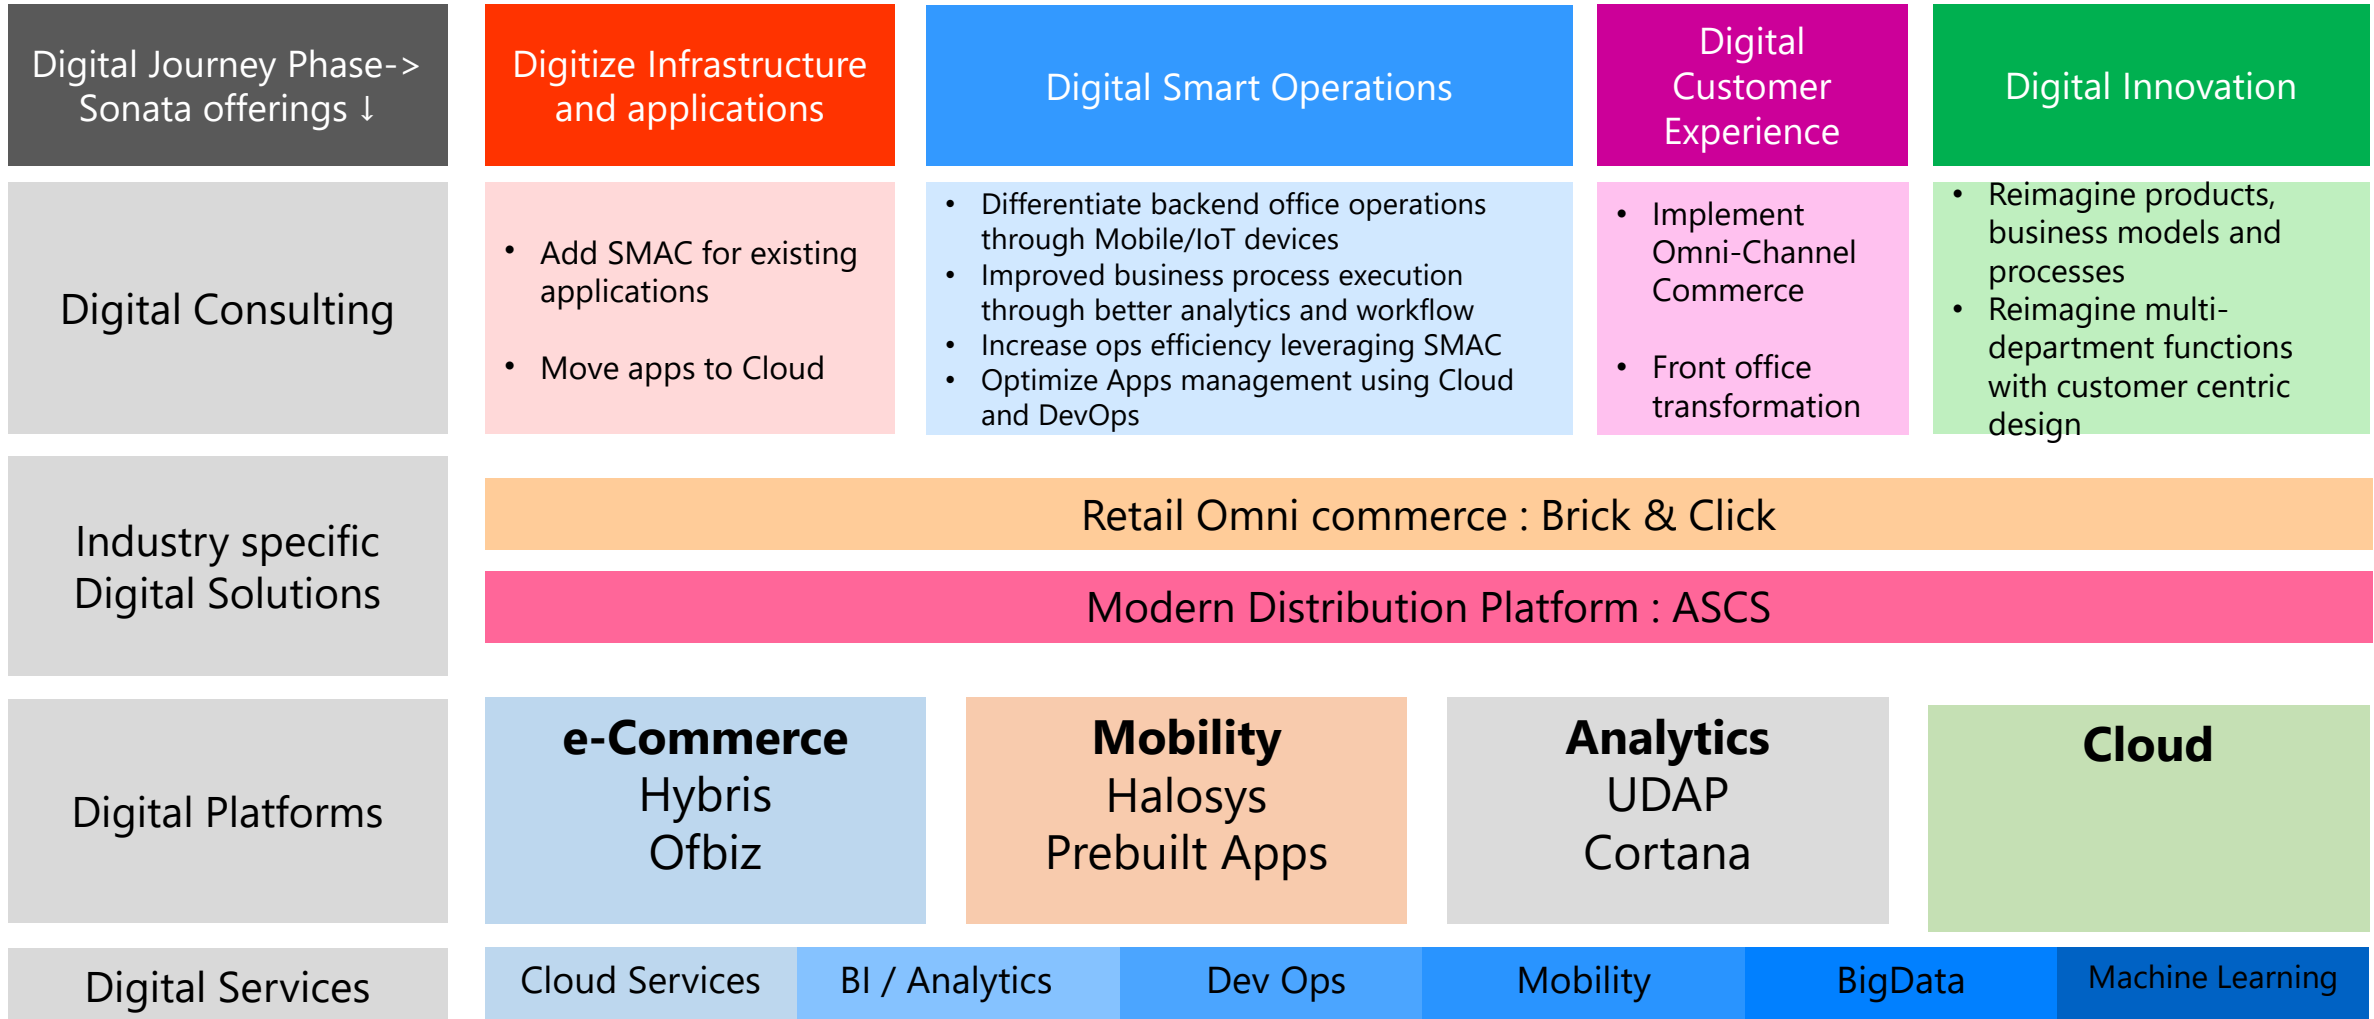 Digital Journey Phase->
Sonata offerings ↓
Digitize Infrastructure
and applications
Digital Smart Operations
Digital
Customer
Experience
Digital Innovation
Digital Consulting
• Add SMAC for existing
applications
• Move apps to Cloud
• Differentiate backend office operations
through Mobile/IoT devices
• Improved business process execution
through better analytics and workflow
• Increase ops efficiency leveraging SMAC
• Optimize Apps management using Cloud
and DevOps
• Implement
Omni-Channel
Commerce
• Front office
transformation
• Reimagine products,
business models and
processes
• Reimagine multi-
department functions
with customer centric
design
Industry specific
Digital Solutions
Retail Omni commerce : Brick & Click
Modern Distribution Platform : ASCS
Digital Platforms
e-Commerce
Hybris
Ofbiz
Mobility
Halosys
Prebuilt Apps
Analytics
UDAP
Cortana
Cloud
Digital Services
Cloud Services
BI / Analytics
Dev Ops
Mobility
BigData
Machine Learning